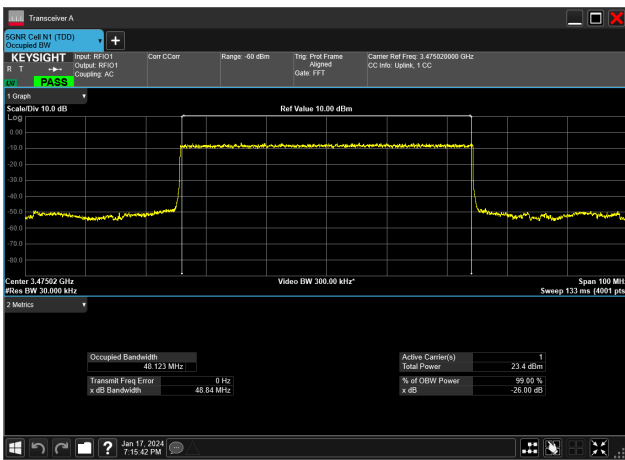 Transceiver A
5GNR Cell N1 (TDD)
Occupied BW
KEYSIGHT
R T
LV
PASS
Input: RFIO1
Output: RFIO1
Coupling: AC
Corr CCorr
Range: -60 dBm
Trig: Prot Frame
Aligned
Gate: FFT
Carrier Ref Freq: 3.475020000 GHz
CC Info: Uplink, 1 CC
1 Graph
Scale/Div 10.0 dB
Ref Value 10.00 dBm
Log
0.00
-10.0
-20.0
-30.0
-40.0
-50.0
-60.0
-70.0
-80.0
Center 3.47502 GHz
Video BW 300.00 kHz*
Span 100 MH
#Res BW 30.000 kHz
Sweep 133 ms (4001 pts
2 Metrics
Occupied Bandwidth
48.123 MHz
Active Carrier(s) 1
Total Power 23.4 dBm
Transmit Freq Error 0 Hz
x dB Bandwidth 48.84 MHz
% of OBW Power 99.00 %
x dB -26.00 dB
Jan 17, 2024
7:15:42 PM